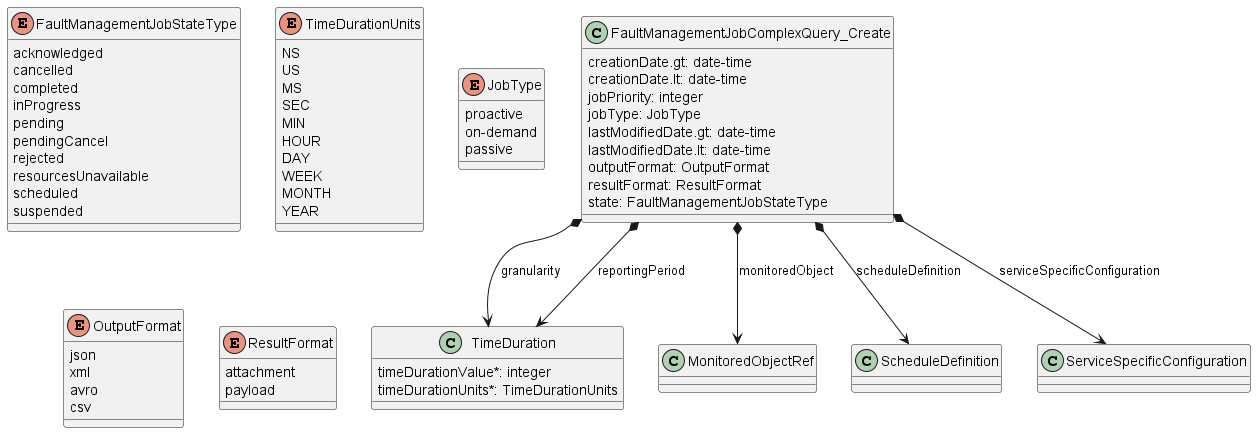 E FaultManagementJobStateType
acknowledged
cancelled
completed
inProgress
pending
pendingCancel
rejected
resourcesUnavailable
scheduled
suspended
E TimeDurationUnits
NS
US
MS
SEC
MIN
HOUR
DAY
WEEK
MONTH
YEAR
E JobType
proactive
on-demand
passive
C FaultManagementJobComplexQuery_Create
creationDate.gt: date-time
creationDate.lt: date-time
jobPriority: integer
jobType: JobType
lastModifiedDate.gt: date-time
lastModifiedDate.lt: date-time
outputFormat: OutputFormat
resultFormat: ResultFormat
state: FaultManagementJobStateType
granularity
reportingPeriod
monitoredObject
scheduleDefinition
serviceSpecificConfiguration
E OutputFormat
json
xml
avro
csv
E ResultFormat
attachment
payload
C TimeDuration
timeDurationValue*: integer
timeDurationUnits*: TimeDurationUnits
C MonitoredObjectRef
C ScheduleDefinition
C ServiceSpecificConfiguration